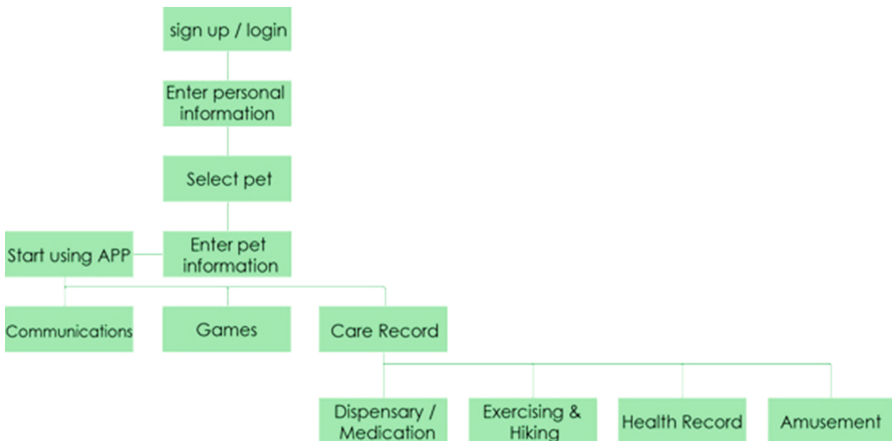 sign up / login
Enter personal
information
Select pet
Start using APP
Enter pet
information
Communications
Games
Care Record
Dispensary /
Medication
Exercising &
Hiking
Health Record
Amusement